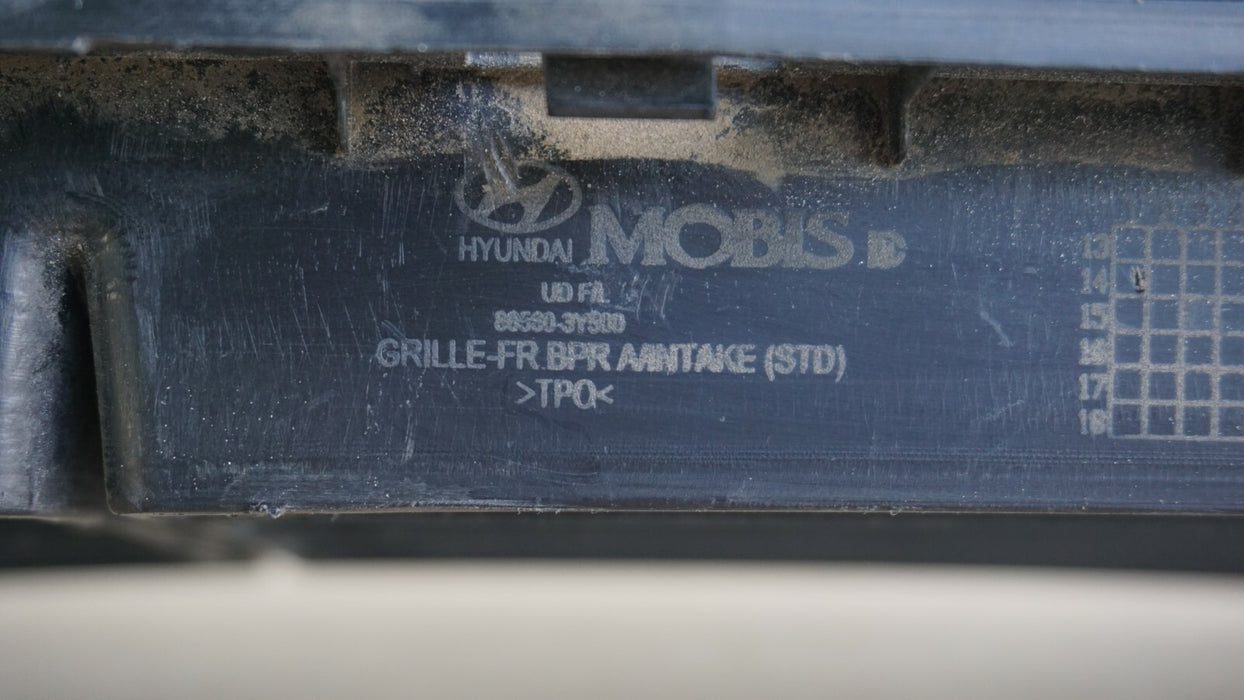 HYUNDAI MOBIS
UD F/L
86560-3Y500
GRILLE-FR.BPR A/INTAKE (STD)
>TPO<
13
14
15
16
17
18